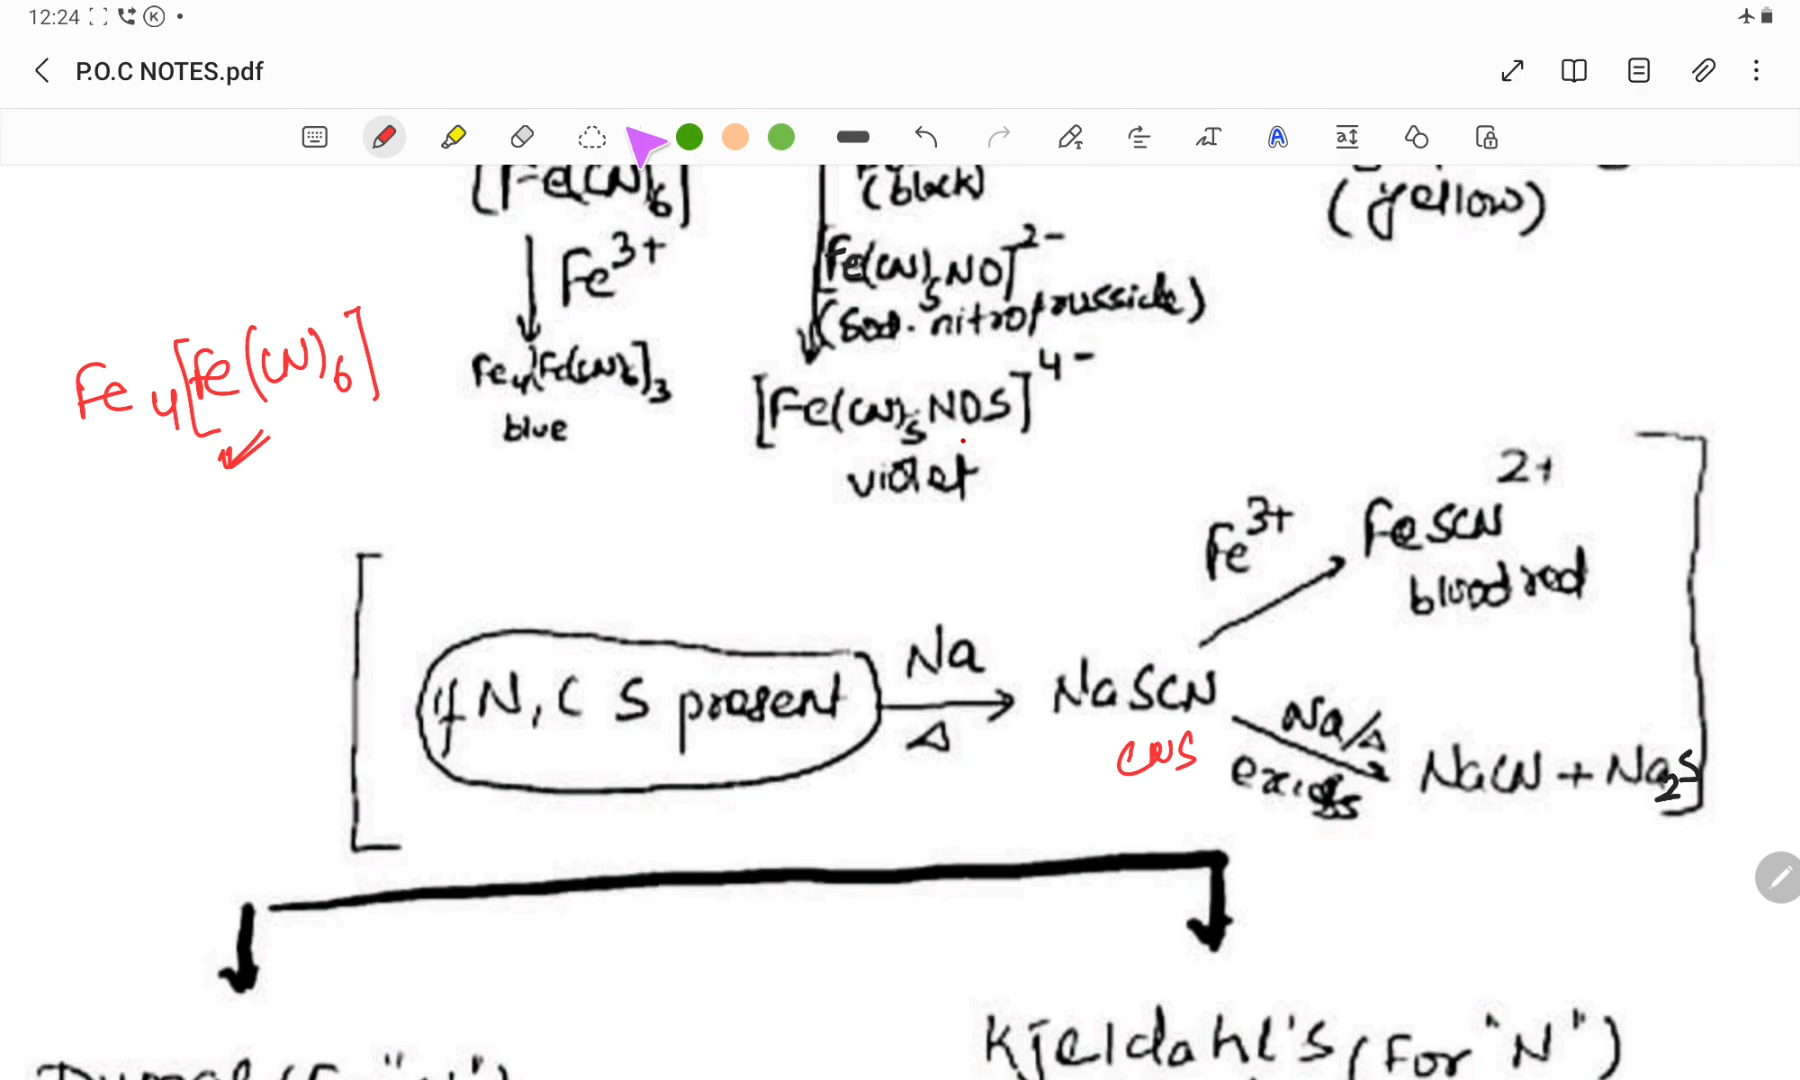 12:24
P.O.C NOTES.pdf
[Fe(CN)6]
(black)
(yellow)
Fe3+
[Fe(CN)5NO]2-
(Sod. nitroprusside)
Fe4[Fe(CN)6]
Fe4[Fe(CN)6]3
blue
[Fe(CN)5NOS]4-
violet
Fe3+
FeSCN2+
blood red
if N, C S present
Na
Δ
NaSCN
CNS
Na/Δ
excess
NaCN + Na2S
Kjeldahl's (For "N")